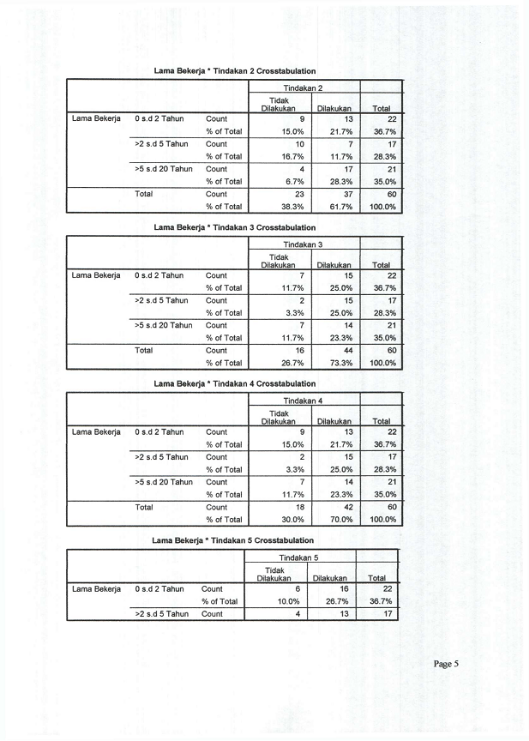 Lama Bekerja * Tindakan 2 Crosstabulation
Tindakan 2
Tidak Dilakukan Dilakukan Total
Lama Bekerja 0 s.d 2 Tahun Count 9 13 22
% of Total 15.0% 21.7% 36.7%
>2 s.d 5 Tahun Count 10 7 17
% of Total 16.7% 11.7% 28.3%
>5 s.d 20 Tahun Count 4 17 21
% of Total 6.7% 28.3% 35.0%
Total Count 23 37 60
% of Total 38.3% 61.7% 100.0%
Lama Bekerja * Tindakan 3 Crosstabulation
Tindakan 3
Tidak Dilakukan Dilakukan Total
Lama Bekerja 0 s.d 2 Tahun Count 7 15 22
% of Total 11.7% 25.0% 36.7%
>2 s.d 5 Tahun Count 2 15 17
% of Total 3.3% 25.0% 28.3%
>5 s.d 20 Tahun Count 7 14 21
% of Total 11.7% 23.3% 35.0%
Total Count 16 44 60
% of Total 26.7% 73.3% 100.0%
Lama Bekerja * Tindakan 4 Crosstabulation
Tindakan 4
Tidak Dilakukan Dilakukan Total
Lama Bekerja 0 s.d 2 Tahun Count 9 13 22
% of Total 15.0% 21.7% 36.7%
>2 s.d 5 Tahun Count 2 15 17
% of Total 3.3% 25.0% 28.3%
>5 s.d 20 Tahun Count 7 14 21
% of Total 11.7% 23.3% 35.0%
Total Count 18 42 60
% of Total 30.0% 70.0% 100.0%
Lama Bekerja * Tindakan 5 Crosstabulation
Tindakan 5
Tidak Dilakukan Dilakukan Total
Lama Bekerja 0 s.d 2 Tahun Count 6 16 22
% of Total 10.0% 26.7% 36.7%
>2 s.d 5 Tahun Count 4 13 17
Page 5